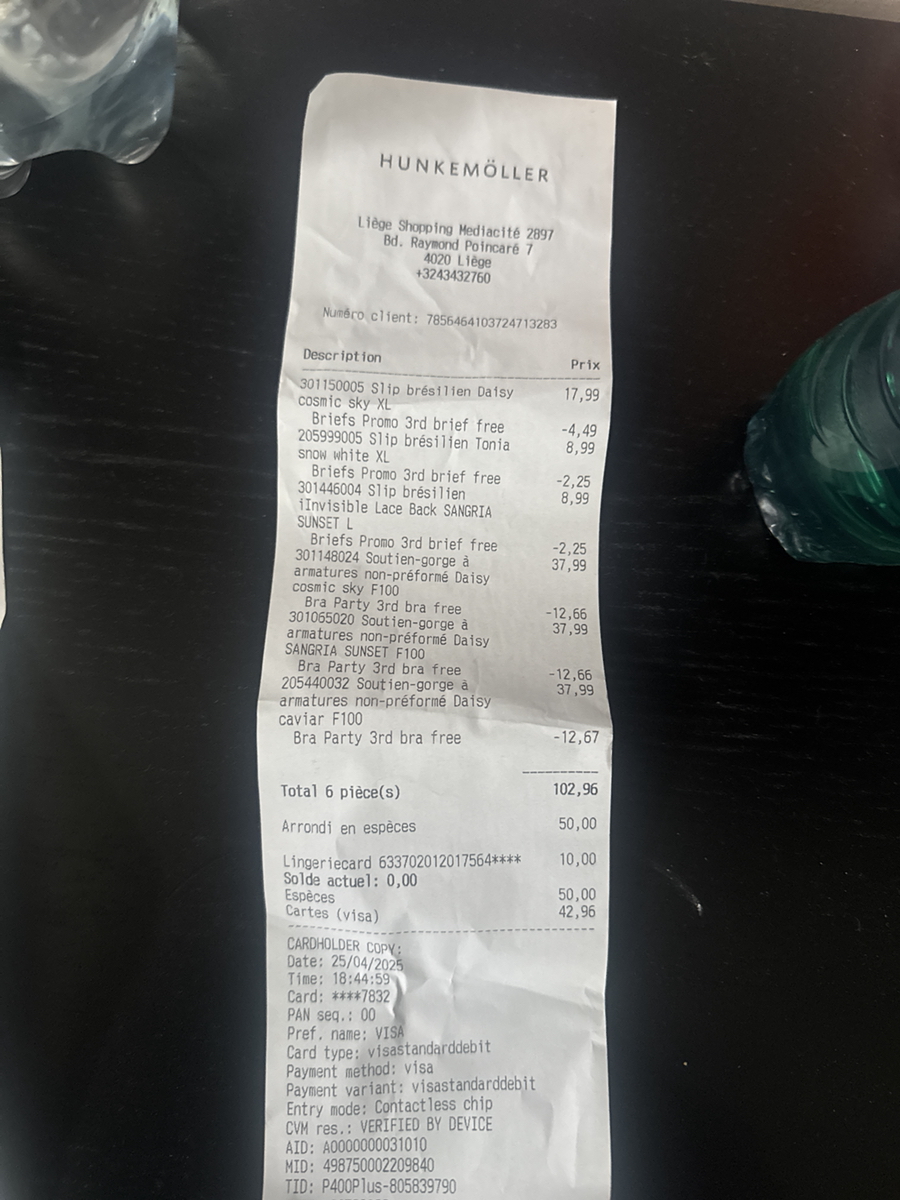 HUNKEMÖLLER
Liège Shopping Mediacité 2897
Bd. Raymond Poincaré 7
4020 Liège
+3243432760
Numéro client: 7856464103724713283
Description Prix
301150005 Slip brésilien Daisy 17,99
cosmic sky XL
Briefs Promo 3rd brief free -4,49
205999005 Slip brésilien Tonia 8,99
snow white XL
Briefs Promo 3rd brief free -2,25
301446004 Slip brésilien 8,99
iInvisible Lace Back SANGRIA
SUNSET L
Briefs Promo 3rd brief free -2,25
301148024 Soutien-gorge à 37,99
armatures non-préformé Daisy
cosmic sky F100
Bra Party 3rd bra free -12,66
301065020 Soutien-gorge à 37,99
armatures non-préformé Daisy
SANGRIA SUNSET F100
Bra Party 3rd bra free -12,66
205440032 Soutien-gorge à 37,99
armatures non-préformé Daisy
caviar F100
Bra Party 3rd bra free -12,67
Total 6 pièce(s) 102,96
Arrondi en espèces 50,00
Lingeriecard 633702012017564**** 10,00
Solde actuel: 0,00
Espèces 50,00
Cartes (visa) 42,96
CARDHOLDER COPY:
Date: 25/04/2025
Time: 18:44:59
Card: ****7832
PAN seq.: 00
Pref. name: VISA
Card type: visastandarddebit
Payment method: visa
Payment variant: visastandarddebit
Entry mode: Contactless chip
CVM res.: VERIFIED BY DEVICE
AID: A0000000031010
MID: 498750002209840
TID: P400Plus-805839790